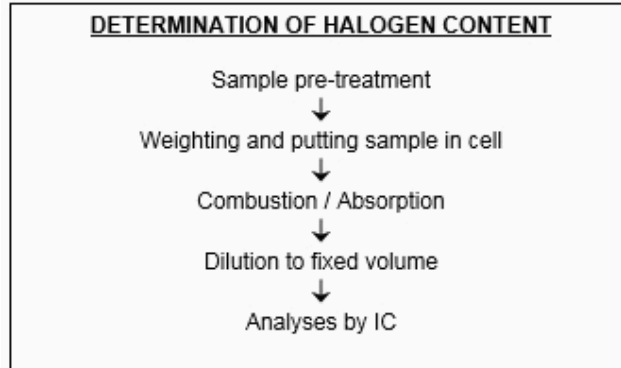 DETERMINATION OF HALOGEN CONTENT
Sample pre-treatment
↓
Weighting and putting sample in cell
↓
Combustion / Absorption
↓
Dilution to fixed volume
↓
Analyses by IC